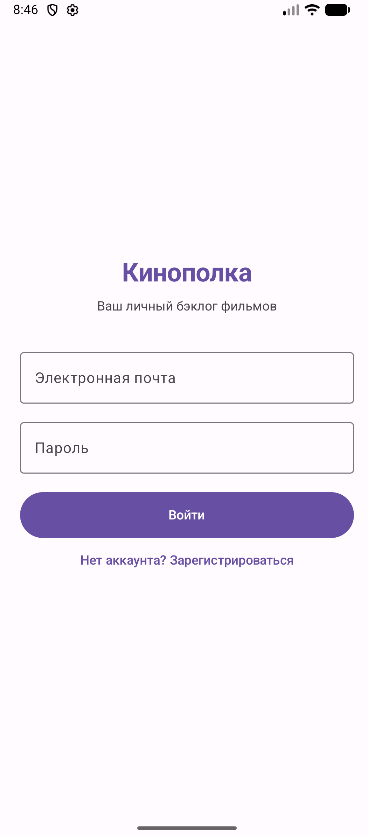 8:46
Кинополка
Ваш личный бэклог фильмов
Электронная почта
Пароль
Войти
Нет аккаунта? Зарегистрироваться